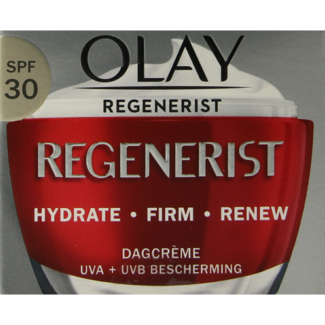 OLAY
SPF
30
REGENERIST
REGENERIST
HYDRATE • FIRM • RENEW
DAGCRÈME
UVA + UVB BESCHERMING